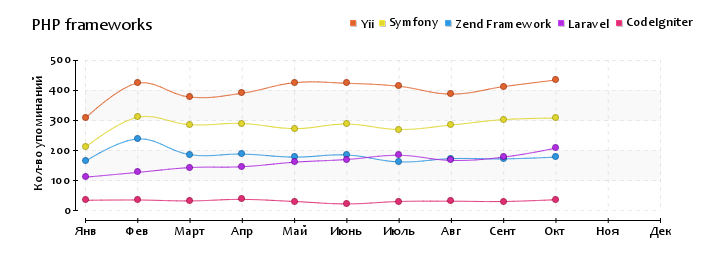 PHP frameworks
Yii Symfony Zend Framework Laravel CodeIgniter
Кол-во упоминаний
500
400
300
200
100
0
Янв Фев Март Апр Май Июнь Июль Авг Сент Окт Ноя Дек